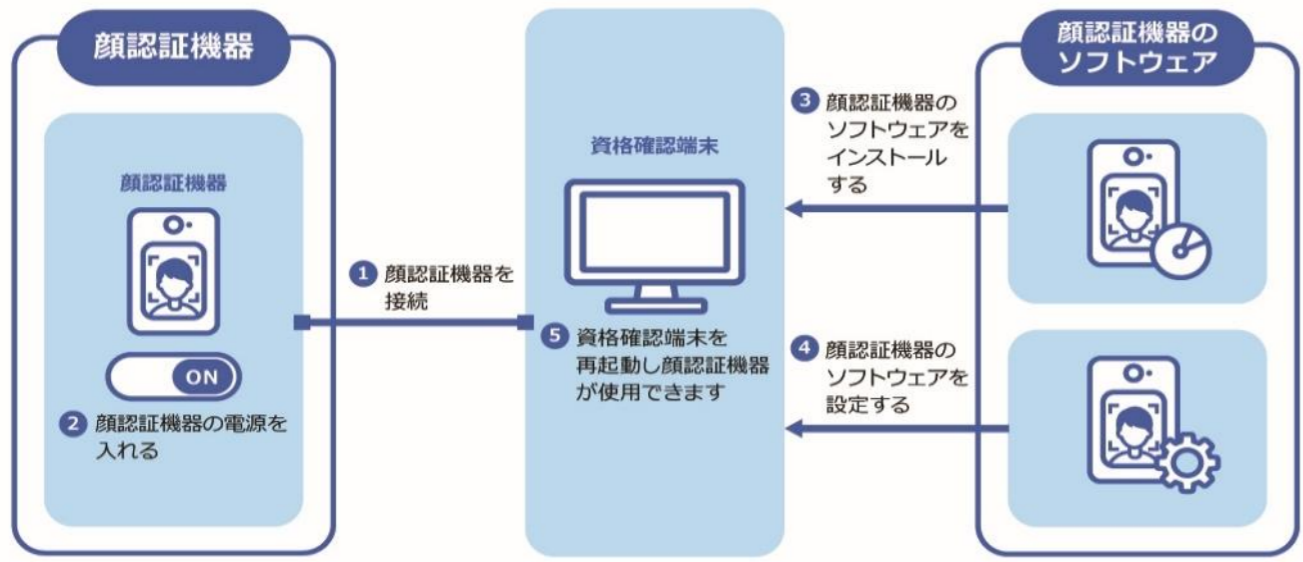 顔認証機器
顔認証機器
ON
❷ 顔認証機器の電源を
入れる
❶ 顔認証機器を
接続
資格確認端末
❺ 資格確認端末を
再起動し顔認証機器
が使用できます
顔認証機器の
ソフトウェア
❸ 顔認証機器の
ソフトウェアを
インストール
する
❹ 顔認証機器の
ソフトウェアを
設定する